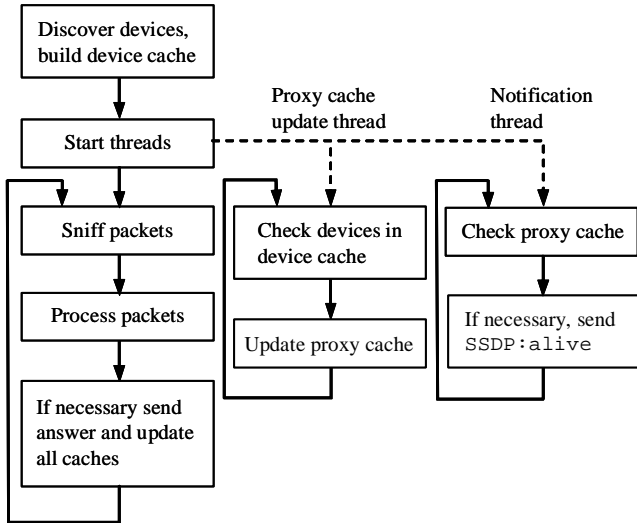 Discover devices,
build device cache
Start threads
Sniff packets
Process packets
If necessary send
answer and update
all caches
Proxy cache
update thread
Check devices in
device cache
Update proxy cache
Notification
thread
Check proxy cache
If necessary, send
SSDP:alive